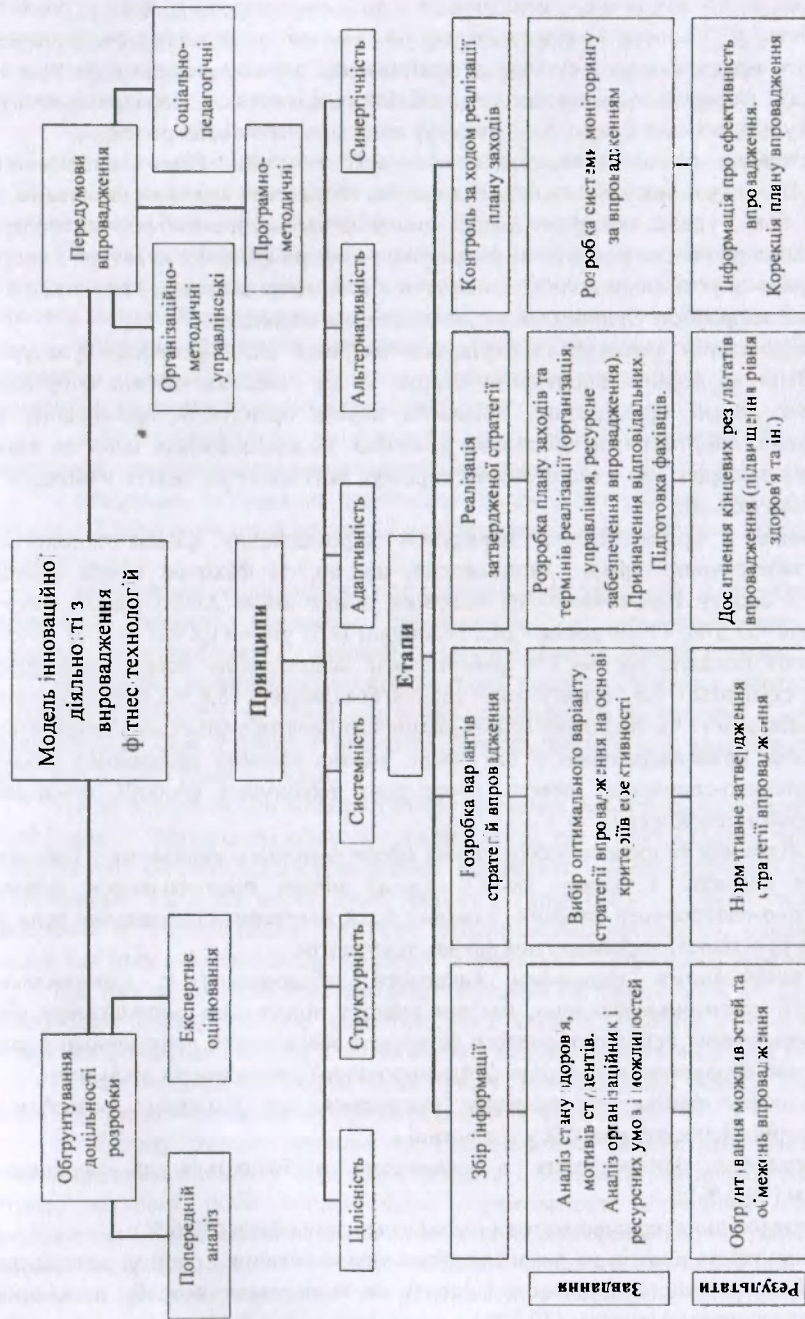 Модель інноваційної
діяльності з
впровадження
фітнес-технологій
Обґрунтування
доцільності
розробки
Попередній
аналіз
Експертне
оцінювання
Передумови
впровадження
Організаційно-
методичні
управлінські
Соціально -
педагогічні
Програмо-
методичні
Принципи
Цілісність
Структурність
Системність
Адаптивність
Альтернативність
Синергічність
Етапи
Збір інформації
Розробка варіантів
стратегій впровадження
Реалізація
затвердженої стратегії
Контроль за ходом реалізації
плану заходів
Завдання
Аналіз стану здоров'я,
мотивів студентів
Аналіз організаційних і
ресурсних умов і можливостей
Вибір оптимального варіанту
стратегії впровадження на основі
критеріїв ефективності
Розробка плану заходів та
термінів реалізації (організація,
управління, ресурсне
забезпечення впровадження)
Призначення відповідальних
Підготовка фахівців.
Розробка системи моніторингу
за впровадженням
Результати
Обґрунтування можливостей та
обмежень впровадження
Нормативне затвердження
стратегії впровадження
Досягнення кінцевих результатів
впровадження (підвищення рівня
здоров'я та ін.)
Інформація про ефективність
впровадження.
Корекція плану впровадження